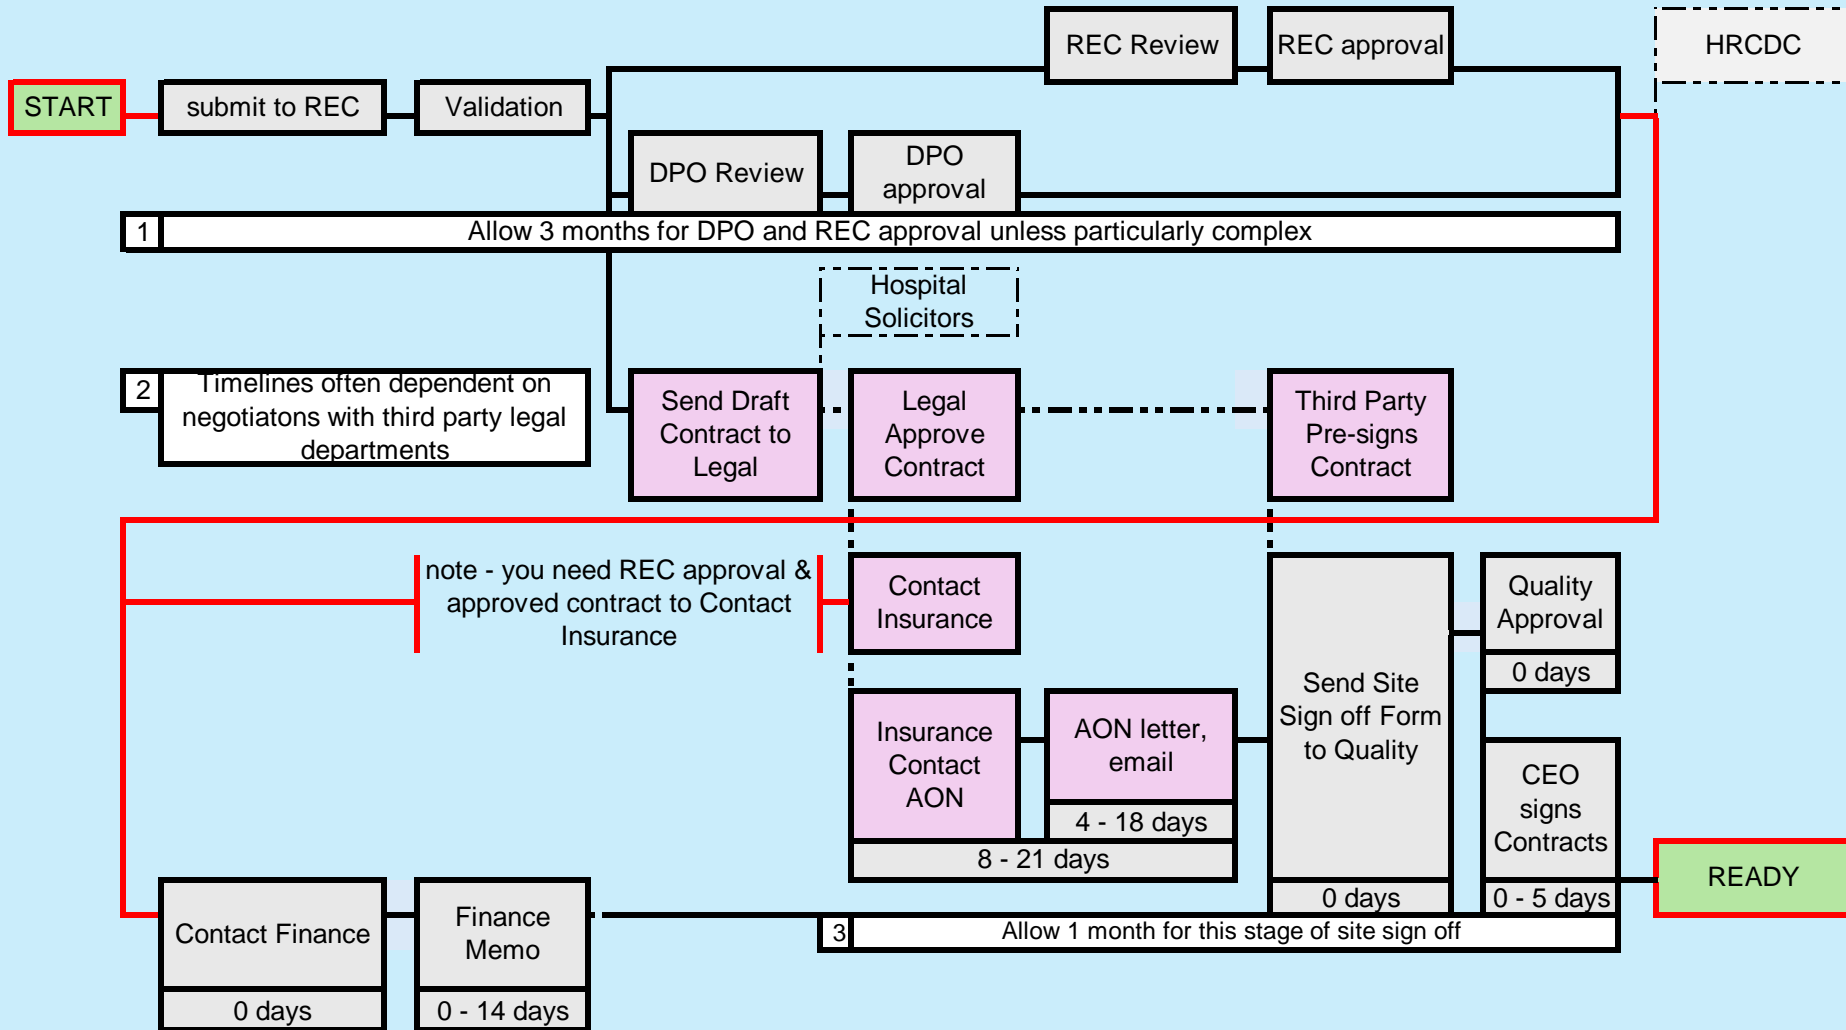 REC Review
REC approval
HRCDC
START
submit to REC
Validation
DPO Review
DPO
approval
1
Allow 3 months for DPO and REC approval unless particularly complex
Hospital
Solicitors
2
Timelines often dependent on
negotiatons with third party legal
departments
Send Draft
Contract to
Legal
Legal
Approve
Contract
Third Party
Pre-signs
Contract
note - you need REC approval &
approved contract to Contact
Insurance
Contact
Insurance
Quality
Approval
0 days
Send Site
Sign off Form
to Quality
0 days
Insurance
Contact
AON
AON letter,
email
4 - 18 days
8 - 21 days
CEO
signs
Contracts
0 - 5 days
READY
Contact Finance
0 days
Finance
Memo
0 - 14 days
3
Allow 1 month for this stage of site sign off